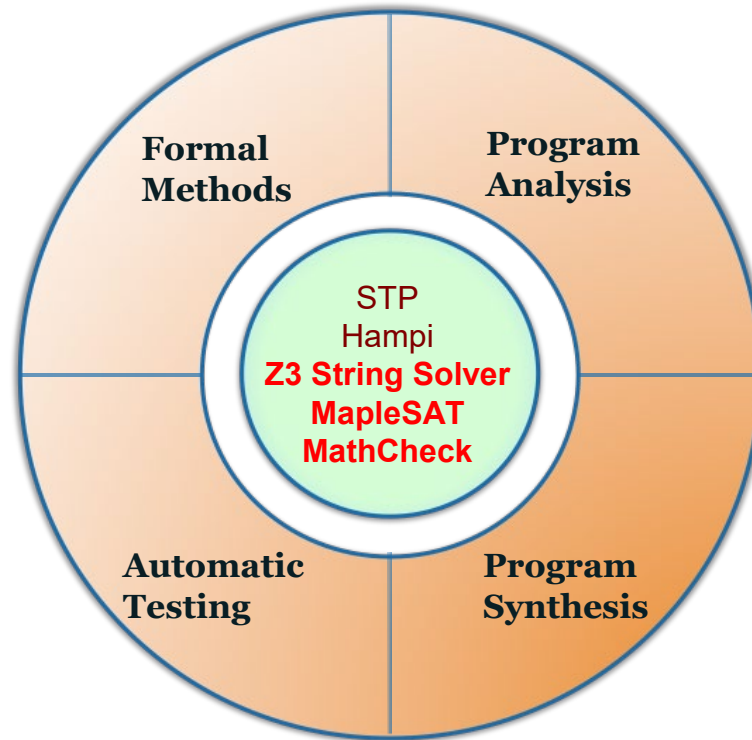 Formal
Methods
Program
Analysis
STP
Hampi
Z3 String Solver
MapleSAT
MathCheck
Automatic
Testing
Program
Synthesis